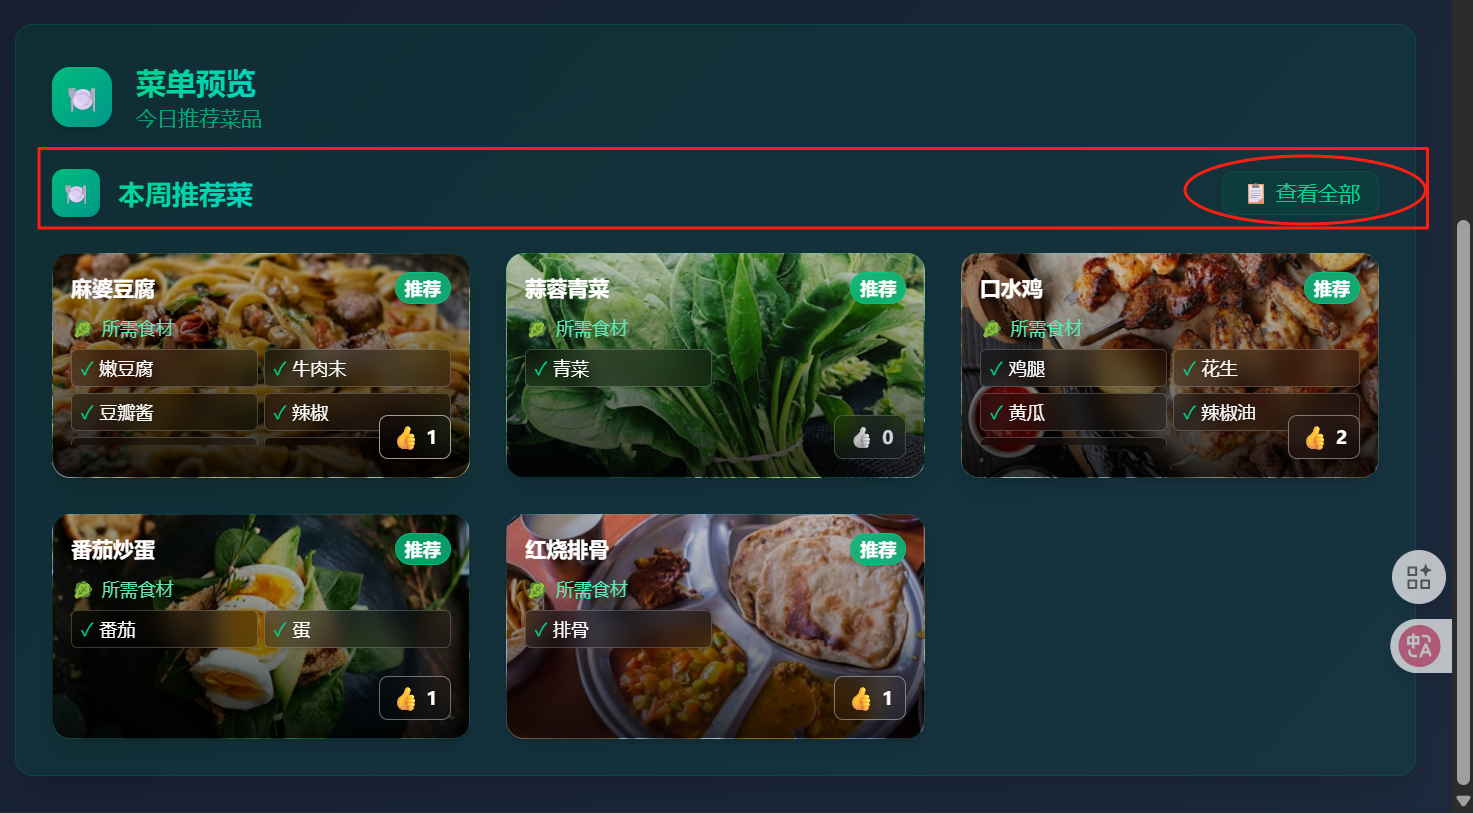 菜单预览
今日推荐菜品
本周推荐菜
查看全部
麻婆豆腐
推荐
所需食材
✓ 嫩豆腐
✓ 牛肉末
✓ 豆瓣酱
✓ 辣椒
1
蒜蓉青菜
推荐
所需食材
✓ 青菜
0
口水鸡
推荐
所需食材
✓ 鸡腿
✓ 花生
✓ 黄瓜
✓ 辣椒油
2
番茄炒蛋
推荐
所需食材
✓ 番茄
✓ 蛋
1
红烧排骨
推荐
所需食材
✓ 排骨
1
中A